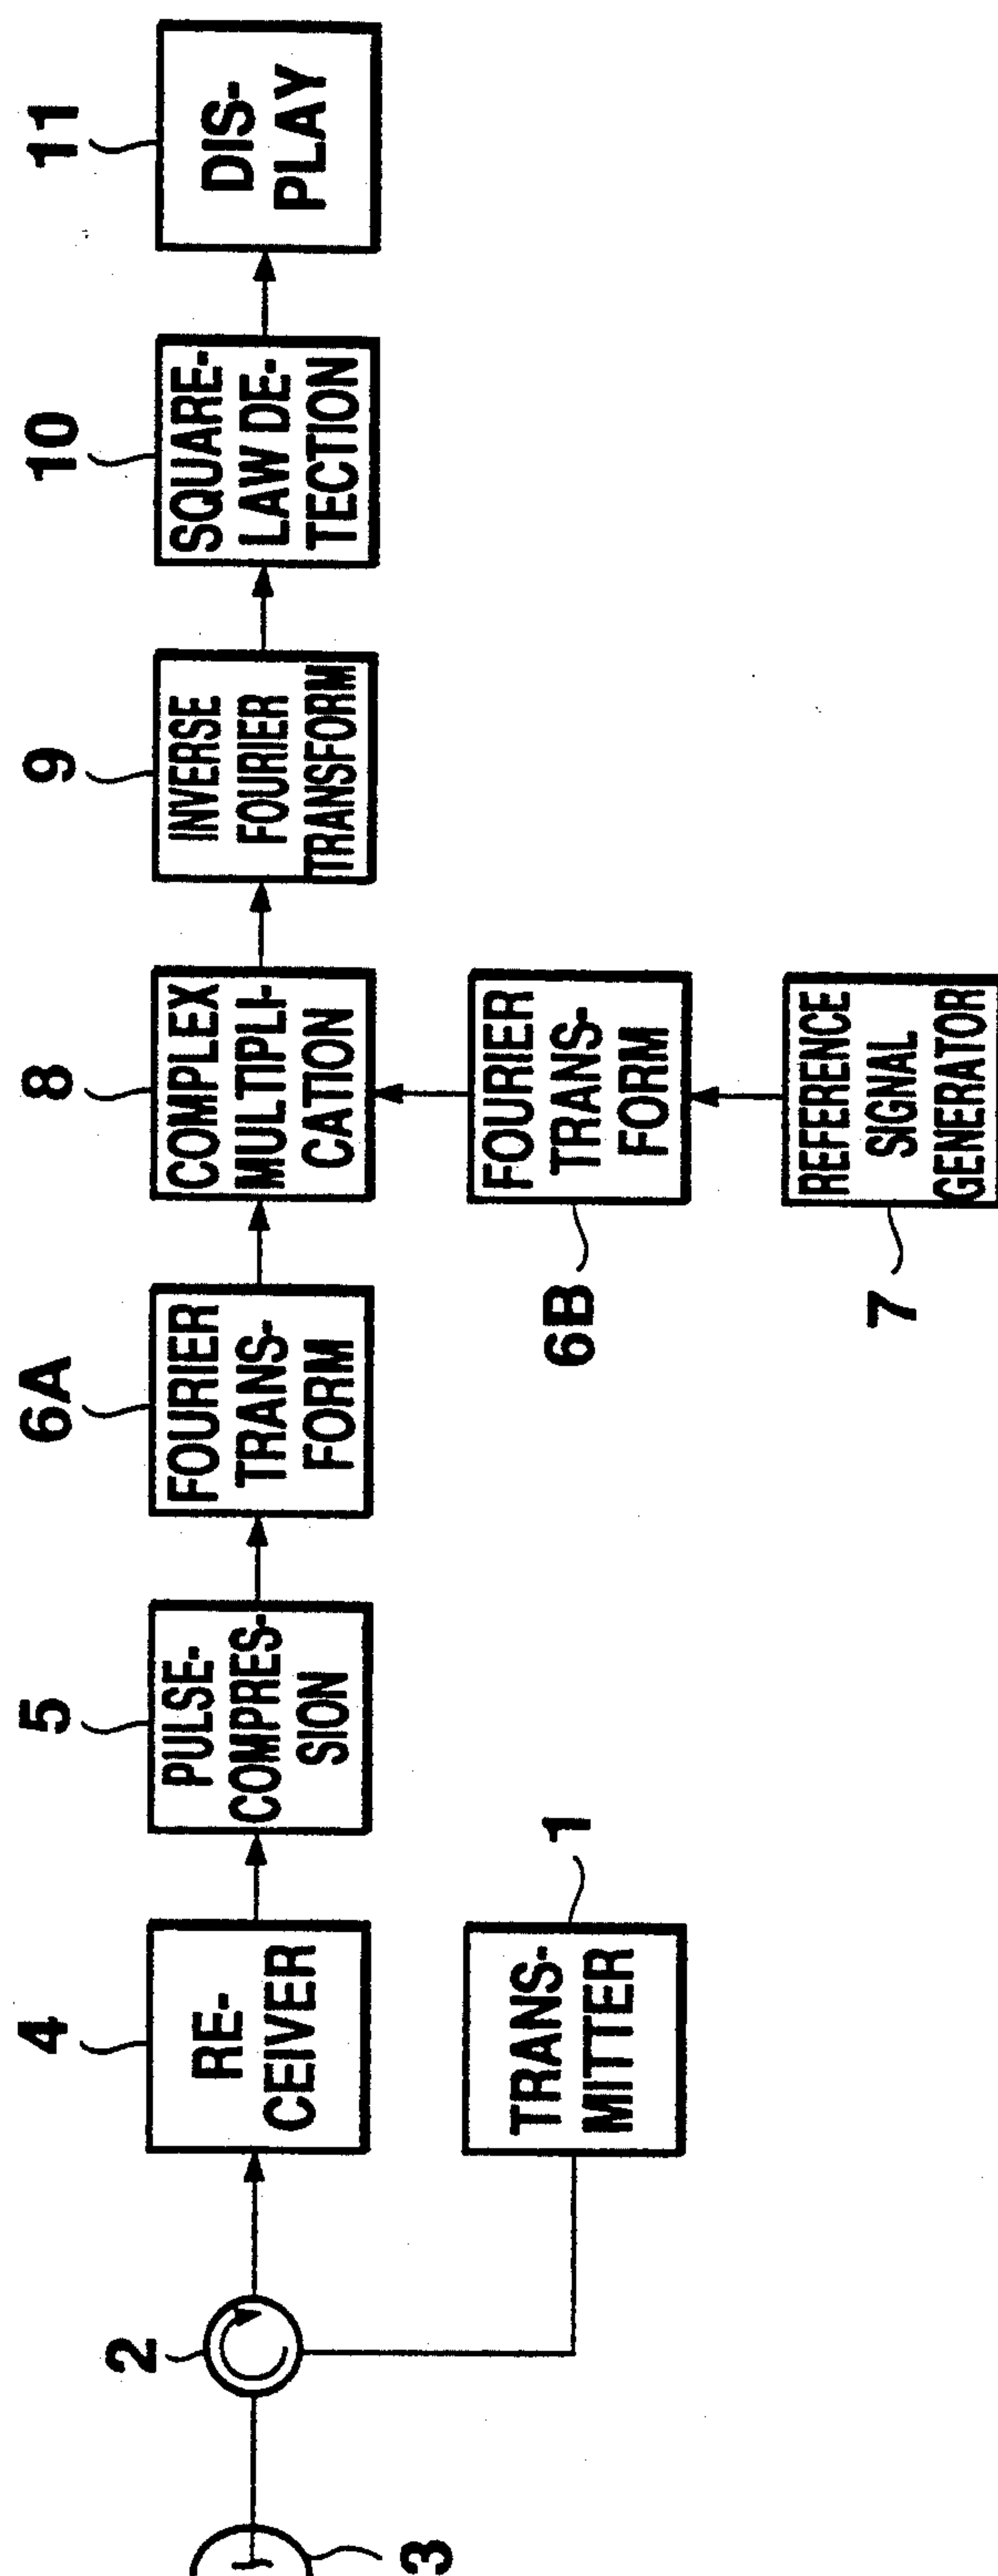 3
2
4
RE-
CEIVER
1
TRANS-
MITTER
5
PULSE-
COMPRES-
SION
6A
FOURIER
TRANS-
FORM
8
COMPLEX
MULTIPLI-
CATION
6B
FOURIER
TRANS-
FORM
7
REFERENCE
SIGNAL
GENERATOR
9
INVERSE
FOURIER
TRANSFORM
10
SQUARE-
LAW DE-
TECTION
11
DIS-
PLAY